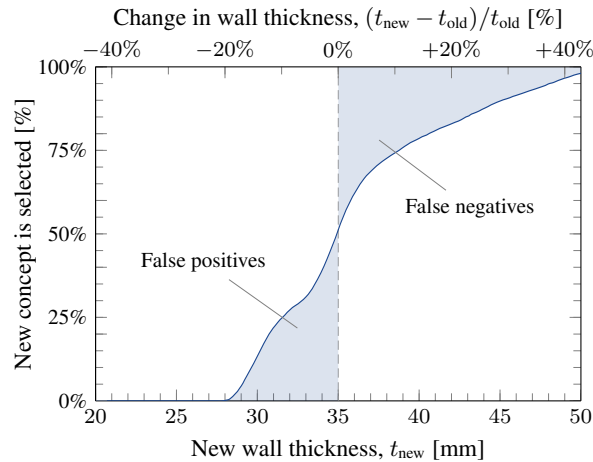 Change in wall thickness, (t_new − t_old)/t_old [%]
−40% −20% 0% +20% +40%
100%
75%
50%
25%
0%
New concept is selected [%]
False negatives
False positives
20 25 30 35 40 45 50
New wall thickness, t_new [mm]